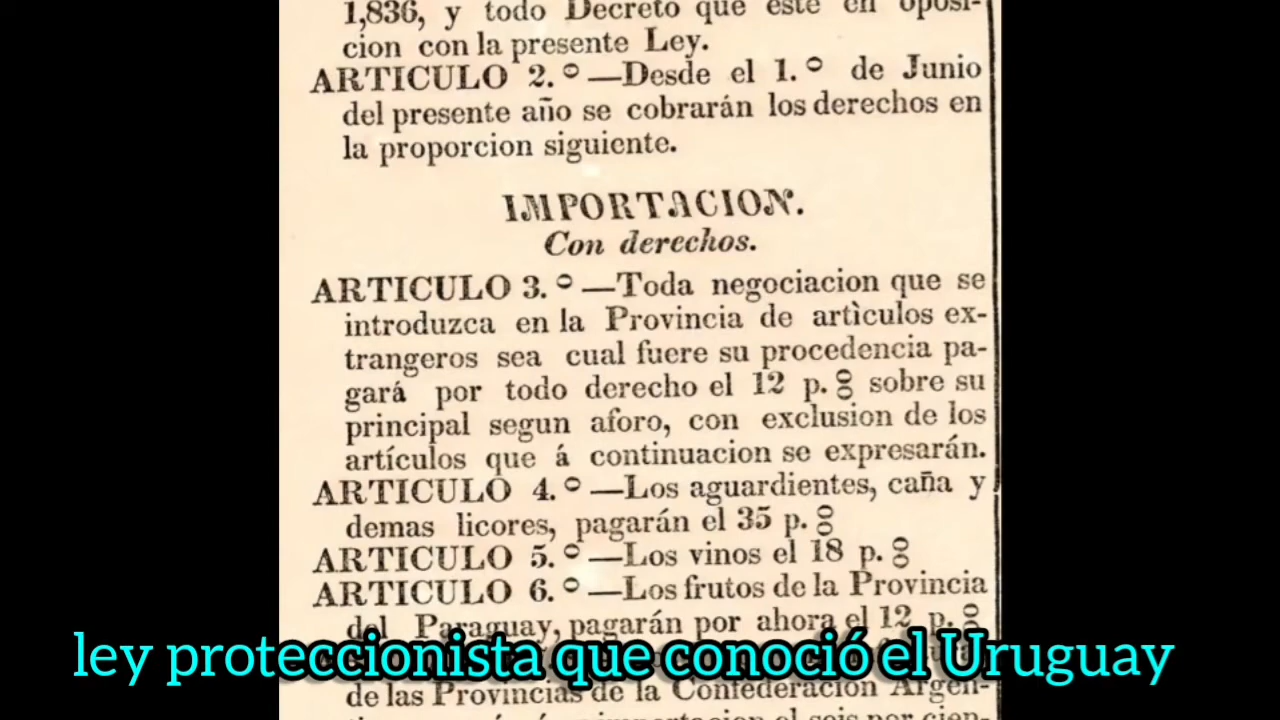 1,836, y todo Decreto que esté en oposi-
cion con la presente Ley.
ARTICULO 2.º —Desde el 1.º de Junio
del presente año se cobrarán los derechos en
la proporcion siguiente.
IMPORTACION.
Con derechos.
ARTICULO 3.º —Toda negociacion que se
introduzca en la Provincia de artìculos ex-
trangeros sea cual fuere su procedencia pa-
gará por todo derecho el 12 p.% sobre su
principal segun aforo, con exclusion de los
artículos que á continuacion se expresarán.
ARTICULO 4.º —Los aguardientes, caña y
demas licores, pagarán el 35 p.%
ARTICULO 5.º —Los vinos el 18 p.%
ARTICULO 6.º —Los frutos de la Provincia
del Paraguay, pagarán por ahora el 12 p.%
ley proteccionista que conoció el Uruguay
de las Provincias de la Confederacion Argen-
importacion el seis por cien-